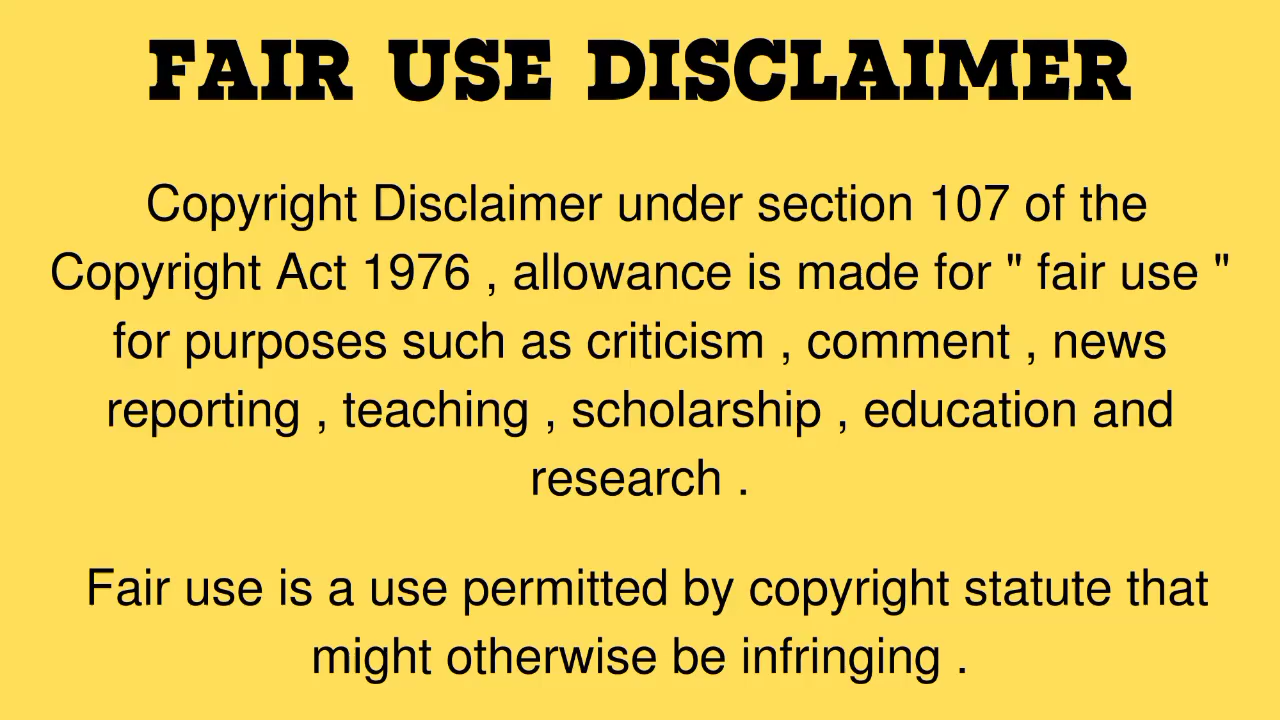 FAIR USE DISCLAIMER
Copyright Disclaimer under section 107 of the
Copyright Act 1976 , allowance is made for " fair use "
for purposes such as criticism , comment , news
reporting , teaching , scholarship , education and
research .
Fair use is a use permitted by copyright statute that
might otherwise be infringing .